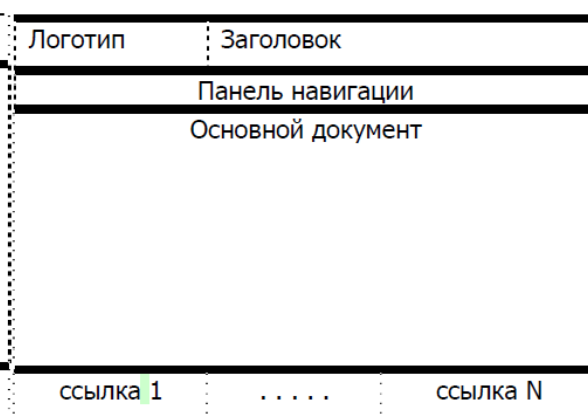 Логотип Заголовок
Панель навигации
Основной документ
ссылка 1 . . . . . ссылка N